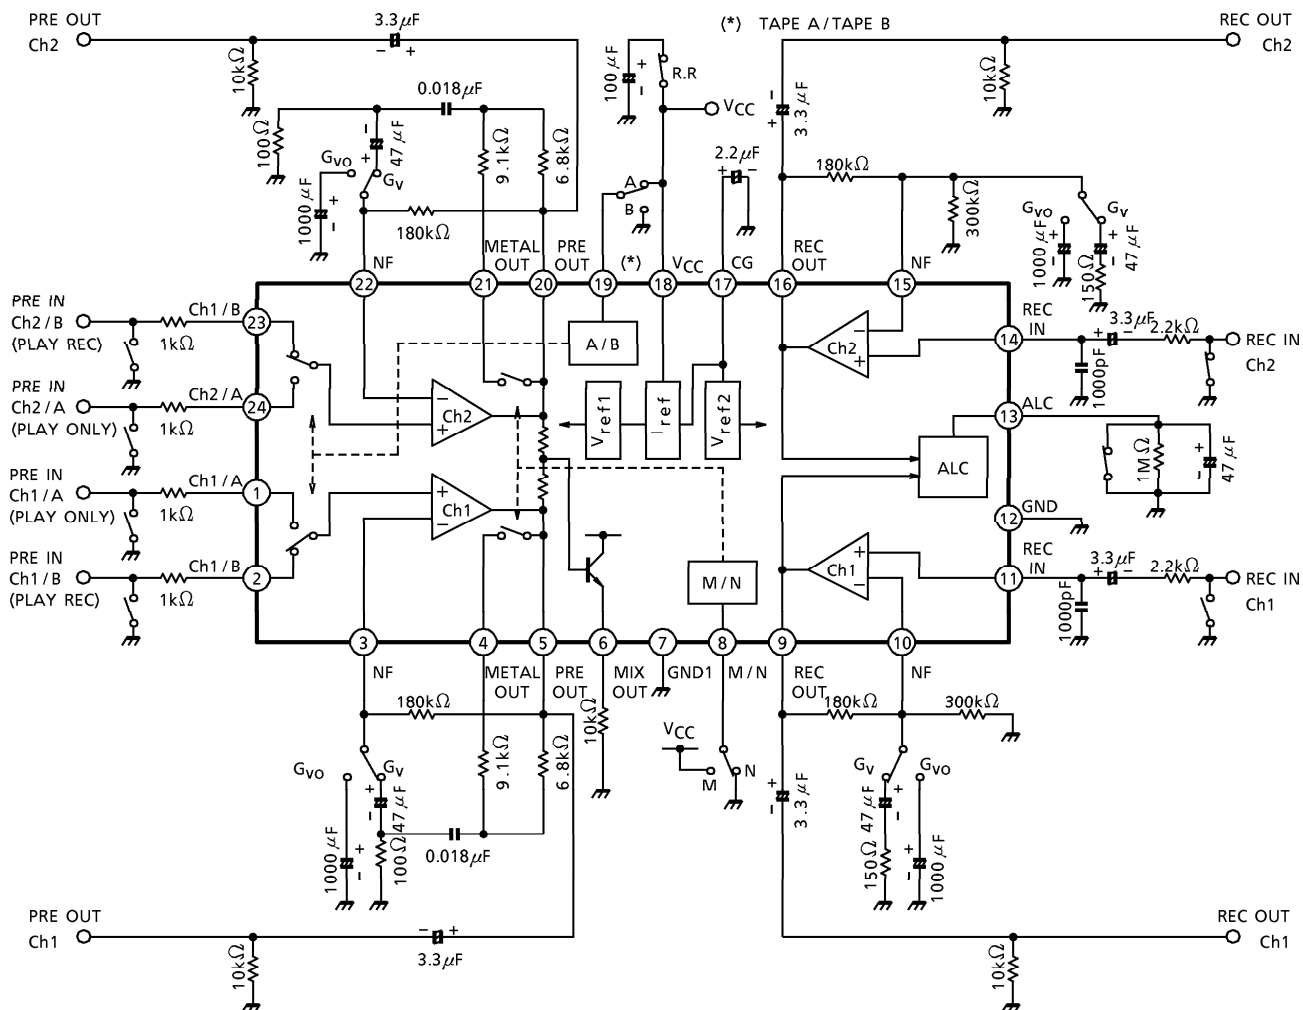 PRE OUT
Ch2
3.3μF
− +
(*) TAPE A/TAPE B
REC OUT
Ch2
10kΩ
100μF
+
−
R.R
VCC
10kΩ
0.018μF
100Ω
47μF
−
+
9.1kΩ
6.8kΩ
2.2μF
+ −
−
+
3.3μF
180kΩ
300kΩ
GVO
GV
1000μF
+
−
180kΩ
A
B
GVO
GV
1000μF
+
−
47μF
+
−
150Ω
NF
METAL
OUT
PRE
OUT
(*)
VCC
CG
REC
OUT
NF
22
21
20
19
18
17
16
15
PRE IN
Ch2/B
(PLAY REC)
1kΩ
Ch1/B
23
A/B
Ch2
−
+
REC
IN
14
3.3μF
+ −
2.2kΩ
REC IN
Ch2
1000pF
PRE IN
Ch2/A
(PLAY ONLY)
1kΩ
Ch2/A
24
−
Ch2
+
Vref1
Iref
Vref2
13
ALC
1MΩ
+
−
47μF
ALC
PRE IN
Ch1/A
(PLAY ONLY)
1kΩ
Ch1/A
1
+
Ch1
−
12
GND
PRE IN
Ch1/B
(PLAY REC)
1kΩ
Ch1/B
2
M/N
Ch1
+
−
REC
IN
11
3.3μF
+ −
2.2kΩ
REC IN
Ch1
1000pF
3
4
5
6
7
8
9
10
NF
METAL
OUT
PRE
OUT
MIX
OUT
GND1
M/N
REC
OUT
NF
180kΩ
10kΩ
VCC
M
N
180kΩ
300kΩ
9.1kΩ
6.8kΩ
GVO
GV
+
−
47μF
1000μF
+
−
100Ω
0.018μF
+
−
3.3μF
GV
GVO
+
−
47μF
150Ω
+
−
1000μF
PRE OUT
Ch1
− +
3.3μF
10kΩ
REC OUT
Ch1
10kΩ